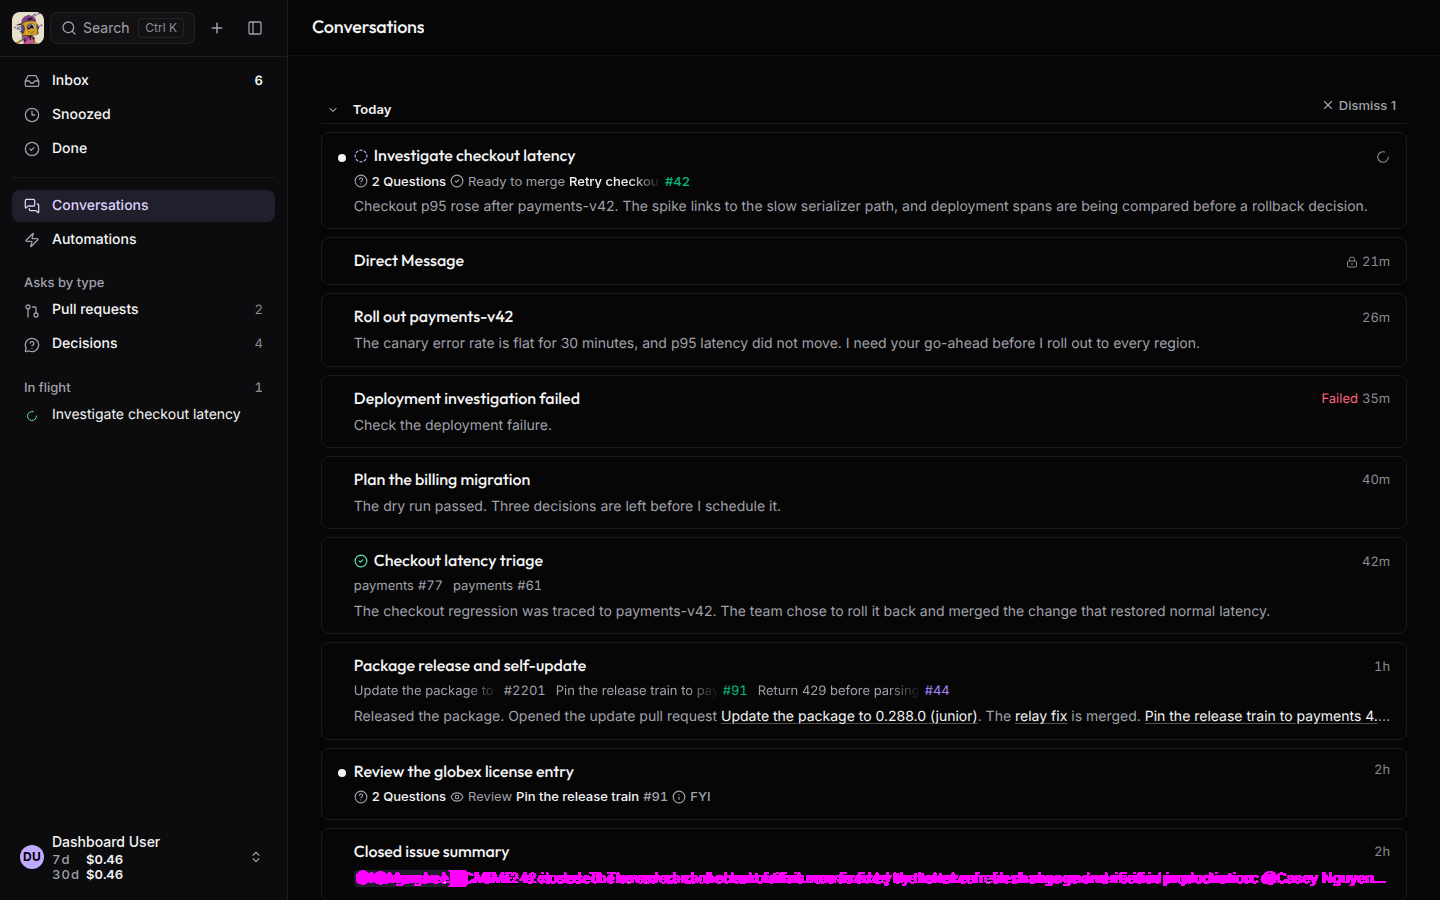 Search Ctrl K
Inbox 6
Snoozed
Done
Conversations
Automations
Asks by type
Pull requests 2
Decisions 4
In flight 1
Investigate checkout latency
DU Dashboard User
7d $0.46
30d $0.46
Conversations
Today Dismiss 1
Investigate checkout latency
2 Questions Ready to merge Retry checkou #42
Checkout p95 rose after payments-v42. The spike links to the slow serializer path, and deployment spans are being compared before a rollback decision.
Direct Message 21m
Roll out payments-v42 26m
The canary error rate is flat for 30 minutes, and p95 latency did not move. I need your go-ahead before I roll out to every region.
Deployment investigation failed Failed 35m
Check the deployment failure.
Plan the billing migration 40m
The dry run passed. Three decisions are left before I schedule it.
Checkout latency triage 42m
payments #77 payments #61
The checkout regression was traced to payments-v42. The team chose to roll it back and merged the change that restored normal latency.
Package release and self-update 1h
Update the package to #2201 Pin the release train to pay #91 Return 429 before parsing #44
Released the package. Opened the update pull request Update the package to 0.288.0 (junior). The relay fix is merged. Pin the release train to payments 4....
Review the globex license entry 2h
2 Questions Review Pin the release train #91 FYI
Closed issue summary 2h
@Casey Nguyen